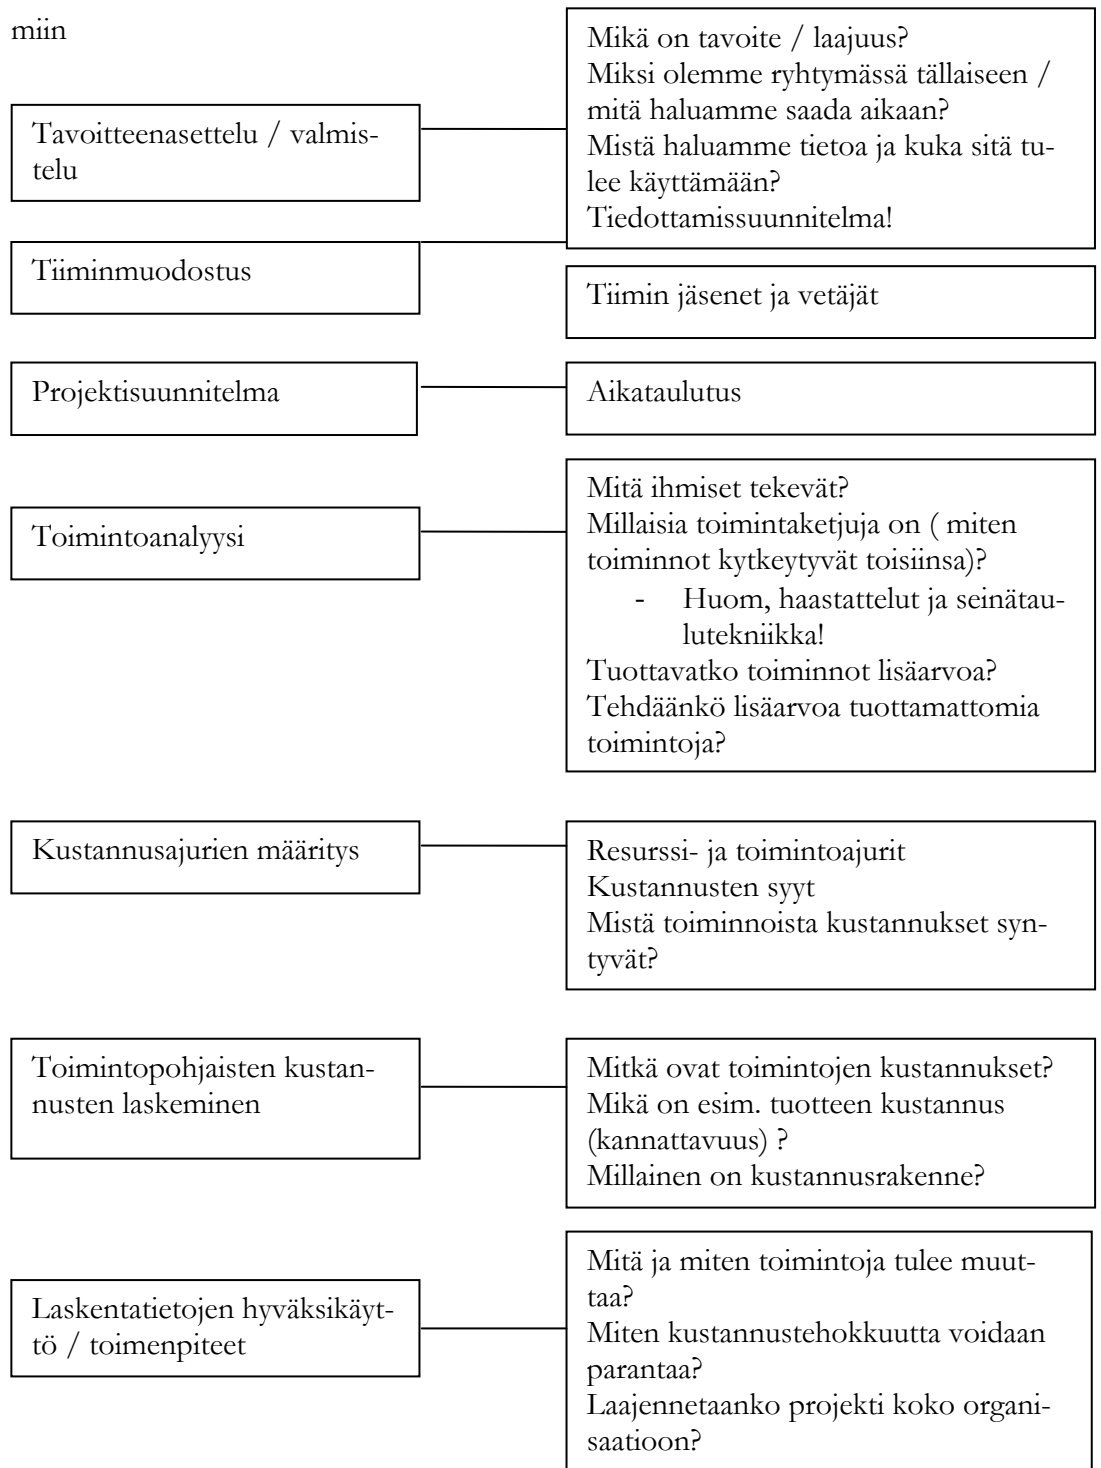 miin
Tavoitteenasettelu / valmis-
telu
Mikä on tavoite / laajuus?
Miksi olemme ryhtymässä tällaiseen /
mitä haluamme saada aikaan?
Mistä haluamme tietoa ja kuka sitä tu-
lee käyttämään?
Tiedottamissuunnitelma!
Tiiminmuodostus
Tiimin jäsenet ja vetäjät
Projektisuunnitelma
Aikataulutus
Toimintoanalyysi
Mitä ihmiset tekevät?
Millaisia toimintaketjuja on ( miten
toiminnot kytkeytyvät toisiinsa)?
- Huom, haastattelut ja seinätau-
lutekniikka!
Tuottavatko toiminnot lisäarvoa?
Tehdäänkö lisäarvoa tuottamattomia
toimintoja?
Kustannusajurien määritys
Resurssi- ja toimintoajurit
Kustannusten syyt
Mistä toiminnoista kustannukset syn-
tyvät?
Toimintopohjaisten kustan-
nusten laskeminen
Mitkä ovat toimintojen kustannukset?
Mikä on esim. tuotteen kustannus
(kannattavuus) ?
Millainen on kustannusrakenne?
Laskentatietojen hyväksikäyt-
tö / toimenpiteet
Mitä ja miten toimintoja tulee muut-
taa?
Miten kustannustehokkuutta voidaan
parantaa?
Laajennetaanko projekti koko organi-
saatioon?